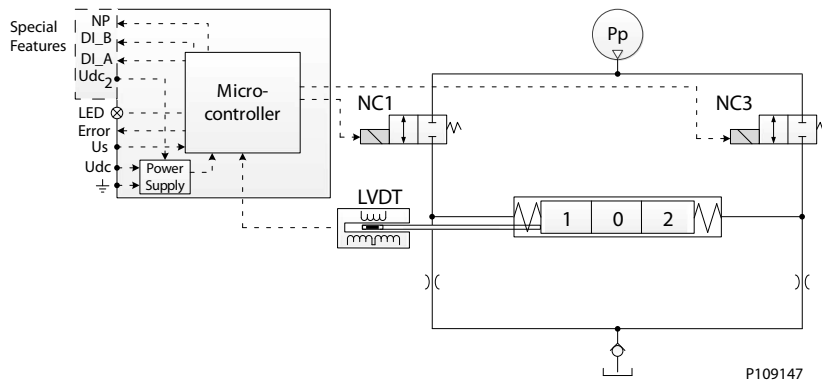 Special
Features
NP
DI_B
DI_A
Udc
2
LED
Error
Us
Udc
Micro-
controller
Power
Supply
Pp
NC1
NC3
LVDT
1 0 2
P109147